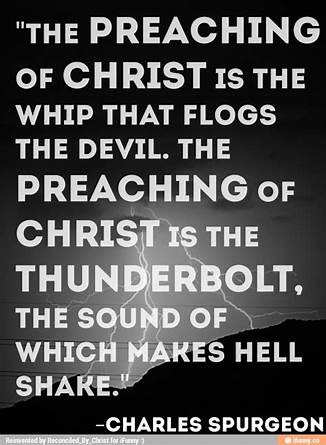 "THE PREACHING
OF CHRIST IS THE
WHIP THAT FLOGS
THE DEVIL. THE
PREACHING OF
CHRIST IS THE
THUNDERBOLT,
THE SOUND OF
WHICH MAKES HELL
SHAKE."
–CHARLES SPURGEON
Reinvented by Reconciled_By_Christ for iFunny :)
ifunny.co